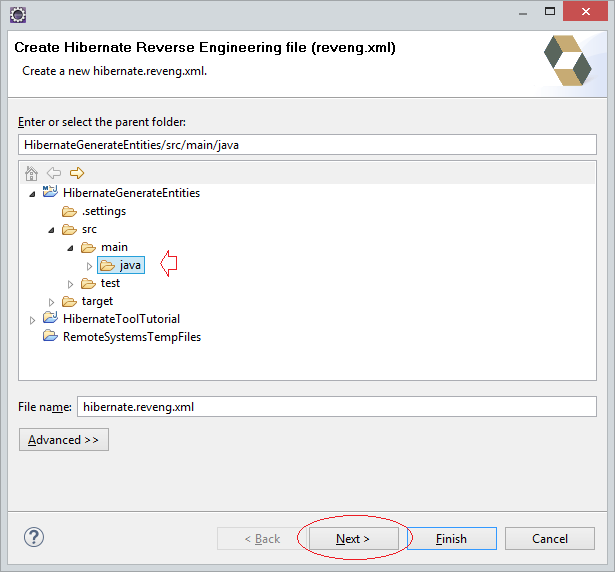 Create Hibernate Reverse Engineering file (reveng.xml)
Create a new hibernate.reveng.xml.
Enter or select the parent folder:
HibernateGenerateEntities/src/main/java
HibernateGenerateEntities
.settings
src
main
java
test
target
HibernateToolTutorial
RemoteSystemsTempFiles
File name: hibernate.reveng.xml
Advanced >>
< Back Next > Finish Cancel